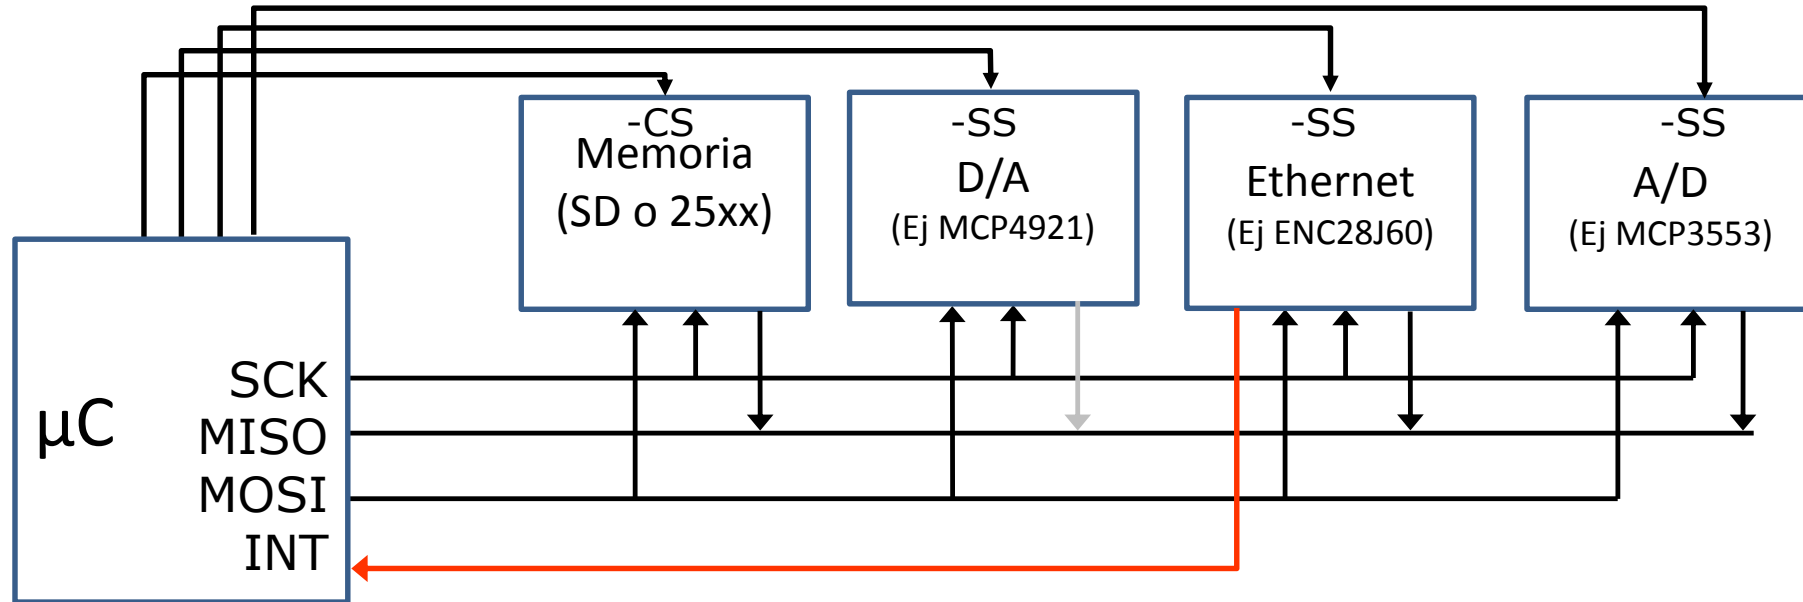 -CS
Memoria
(SD o 25xx)
-SS
D/A
(Ej MCP4921)
-SS
Ethernet
(Ej ENC28J60)
-SS
A/D
(Ej MCP3553)
µC
SCK
MISO
MOSI
INT